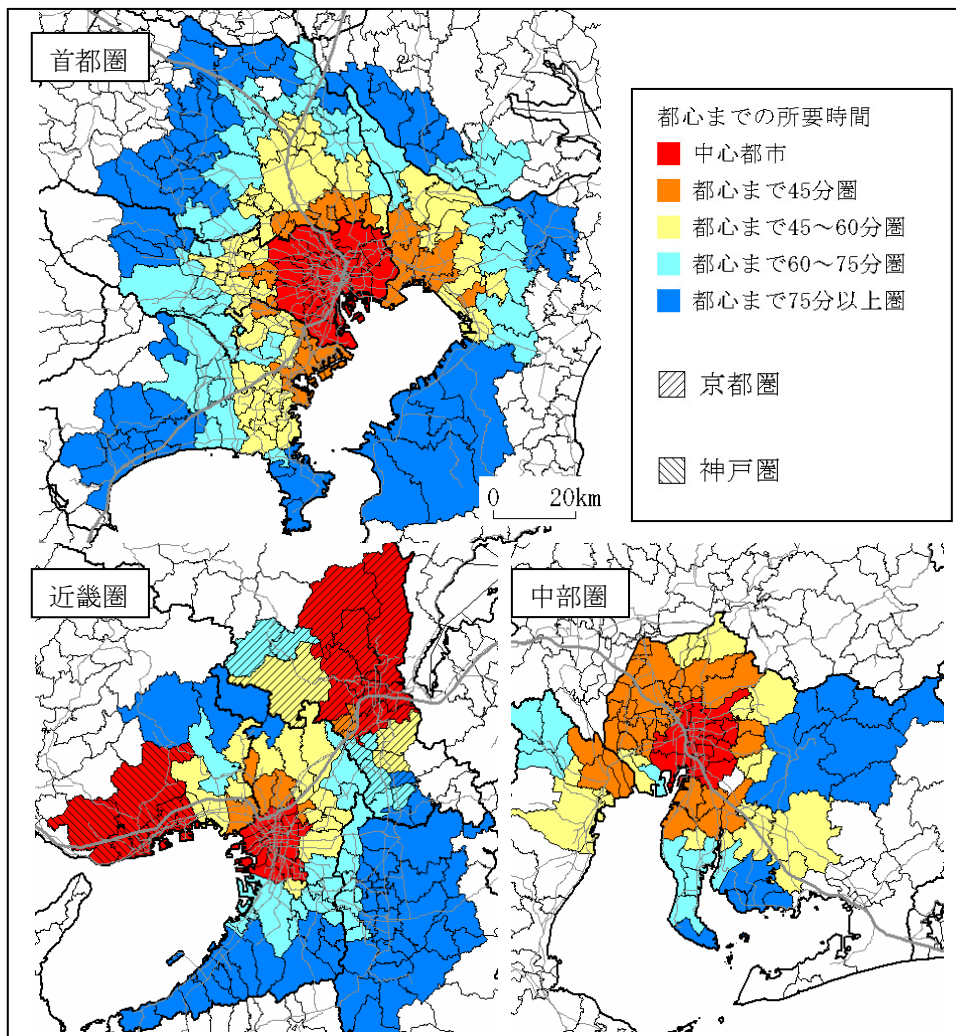 首都圏
都心までの所要時間
中心都市
都心まで45分圏
都心まで45～60分圏
都心まで60～75分圏
都心まで75分以上圏
京都圏
神戸圏
0 20km
近畿圏
中部圏